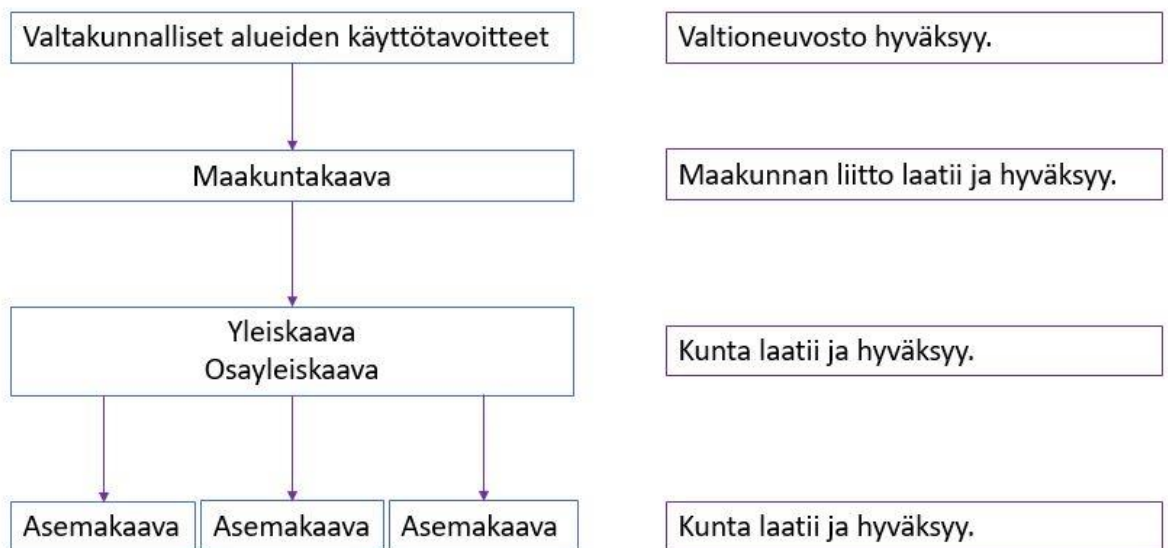 Valtakunnalliset alueiden käyttötavoitteet
Valtioneuvosto hyväksyy.
Maakuntakaava
Maakunnan liitto laatii ja hyväksyy.
Yleiskaava
Osayleiskaava
Kunta laatii ja hyväksyy.
Asemakaava
Asemakaava
Asemakaava
Kunta laatii ja hyväksyy.